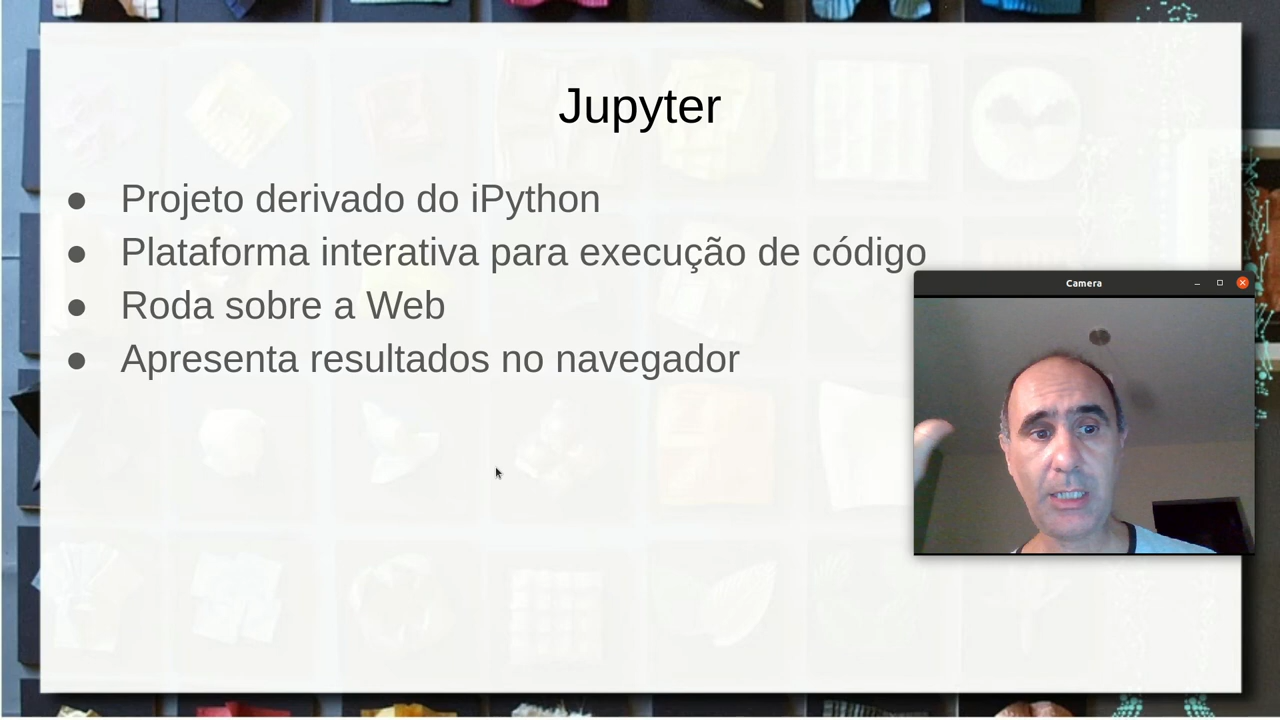 Jupyter
● Projeto derivado do iPython
● Plataforma interativa para execução de código
● Roda sobre a Web
● Apresenta resultados no navegador
Camera